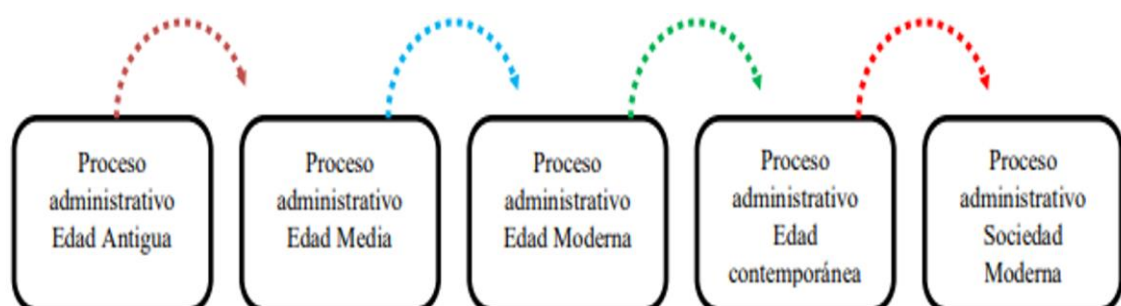 Proceso
administrativo
Edad Antigua
Proceso
administrativo
Edad Media
Proceso
administrativo
Edad Moderna
Proceso
administrativo
Edad
contemporánea
Proceso
administrativo
Sociedad
Moderna